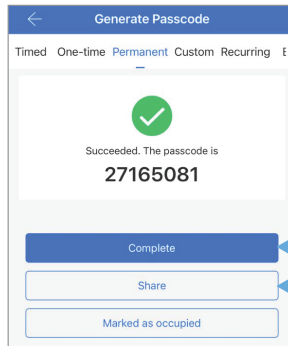 Generate Passcode
Timed One-time Permanent Custom Recurring
Succeeded. The passcode is
27165081
Complete
Share
Marked as occupied